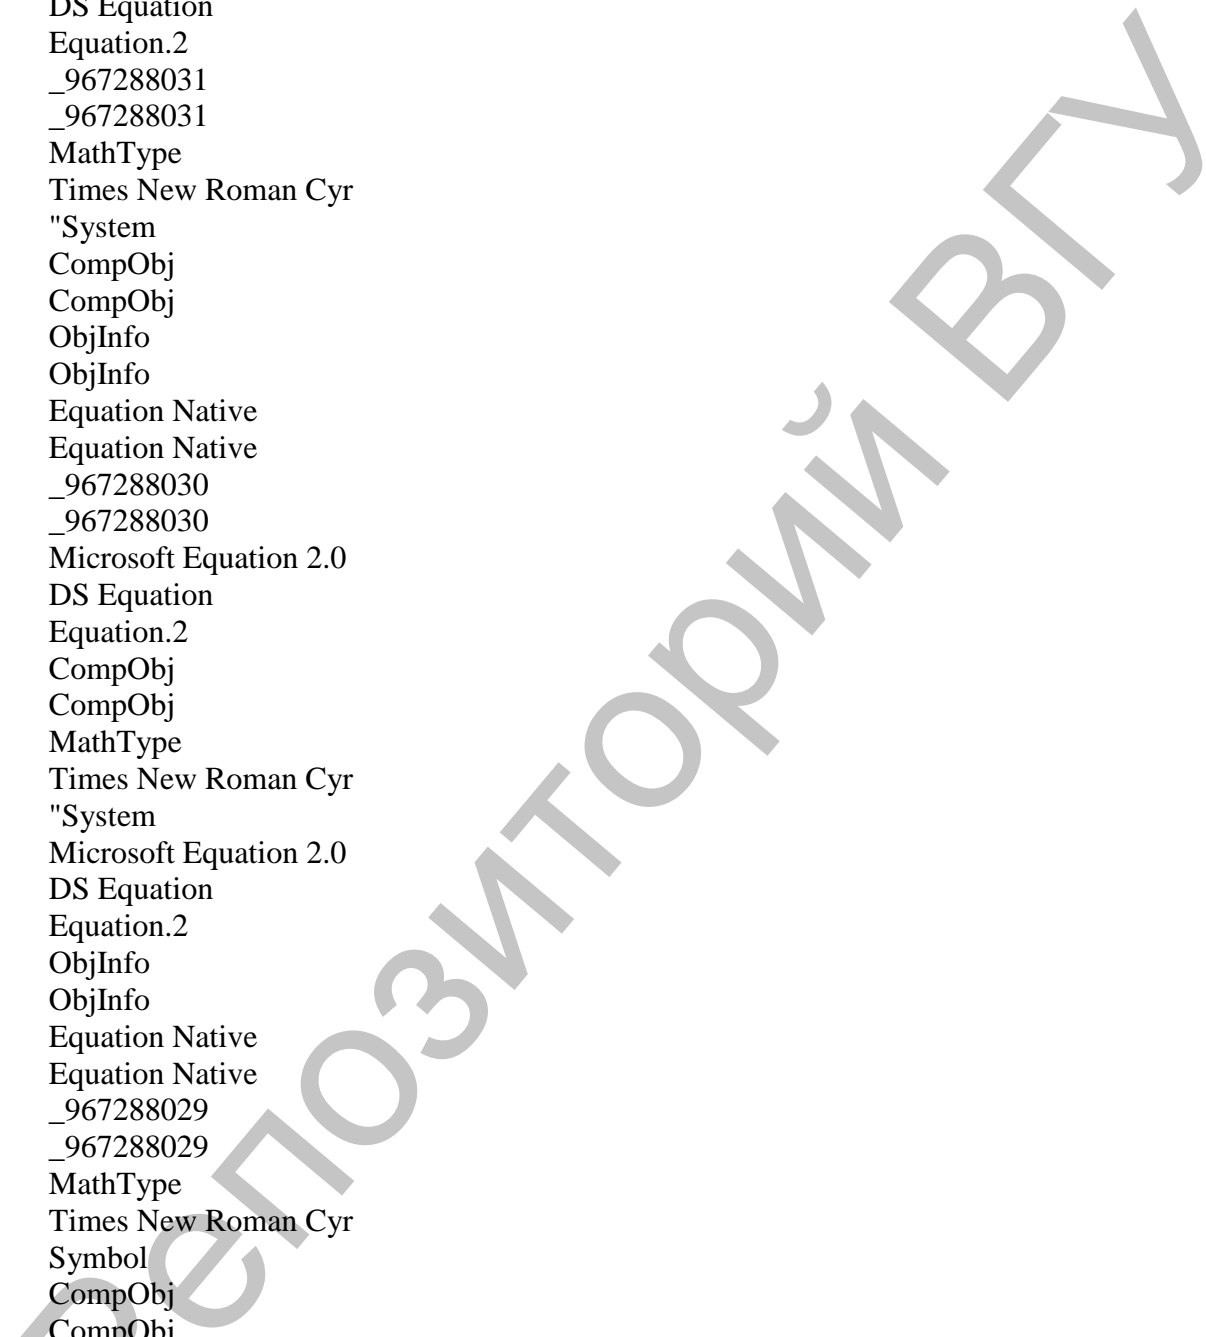 DS Equation
Equation.2
_967288031
_967288031
MathType
Times New Roman Cyr
"System
CompObj
CompObj
ObjInfo
ObjInfo
Equation Native
Equation Native
_967288030
_967288030
Microsoft Equation 2.0
DS Equation
Equation.2
CompObj
CompObj
MathType
Times New Roman Cyr
"System
Microsoft Equation 2.0
DS Equation
Equation.2
ObjInfo
ObjInfo
Equation Native
Equation Native
_967288029
_967288029
MathType
Times New Roman Cyr
Symbol
CompObj
CompObj
Репозиторий ВГУ